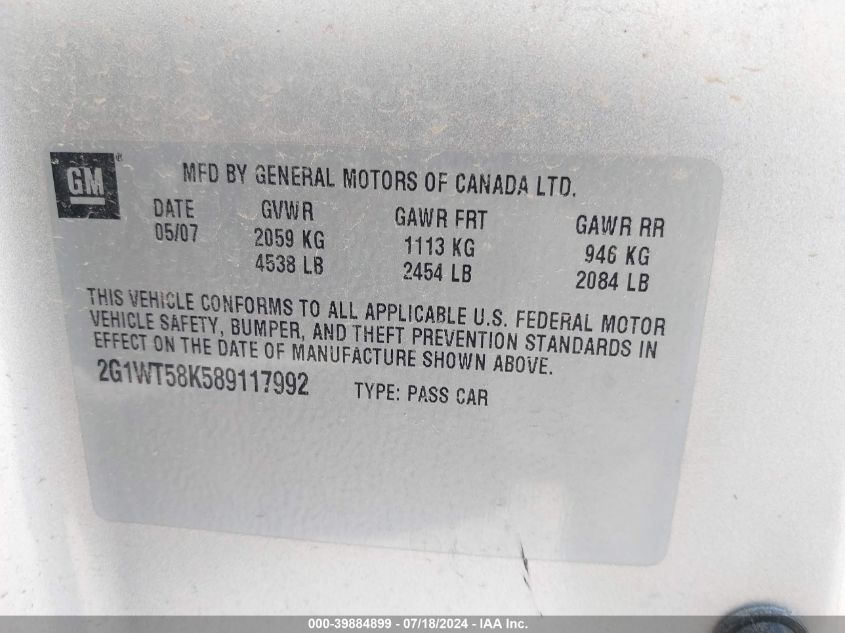 GM
MFD BY GENERAL MOTORS OF CANADA LTD.
DATE GVWR GAWR FRT GAWR RR
05/07 2059 KG 1113 KG 946 KG
4538 LB 2454 LB 2084 LB
THIS VEHICLE CONFORMS TO ALL APPLICABLE U.S. FEDERAL MOTOR
VEHICLE SAFETY, BUMPER, AND THEFT PREVENTION STANDARDS IN
EFFECT ON THE DATE OF MANUFACTURE SHOWN ABOVE.
2G1WT58K589117992 TYPE: PASS CAR
000-39884899 - 07/18/2024 - IAA Inc.